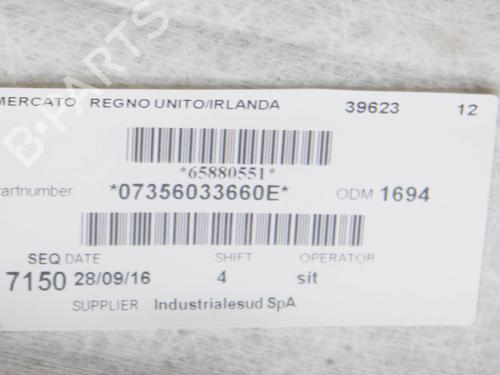 MERCATO REGNO UNITO/IRLANDA 39623 12
*65880551*
artnumber *07356033660E* ODM 1694
SEQ DATE SHIFT OPERATOR
7150 28/09/16 4 sit
SUPPLIER Industrialesud SpA
B-PARTS